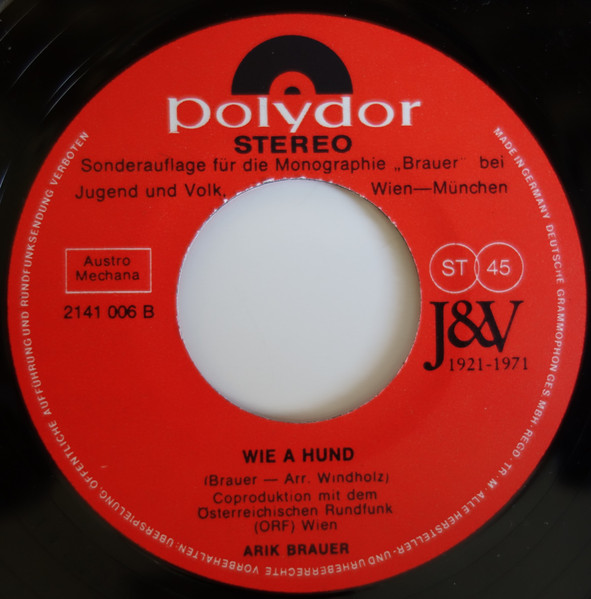 polydor
STEREO
Sonderauflage für die Monographie „Brauer" bei
Jugend und Volk, Wien—München
Austro
Mechana
2141 006 B
ST 45
J&V
1921-1971
WIE A HUND
(Brauer — Arr. Windholz)
Coproduktion mit dem
Österreichischen Rundfunk
(ORF) Wien
ARIK BRAUER
MADE IN GERMANY DEUTSCHE GRAMMOPHON GES. MBH · REGD. TR. M. ALLE HERSTELLER- UND URHEBERRECHTE VORBEHALTEN · ÜBERSPIELUNG, ÖFFENTLICHE AUFFÜHRUNG UND RUNDFUNKSENDUNG VERBOTEN